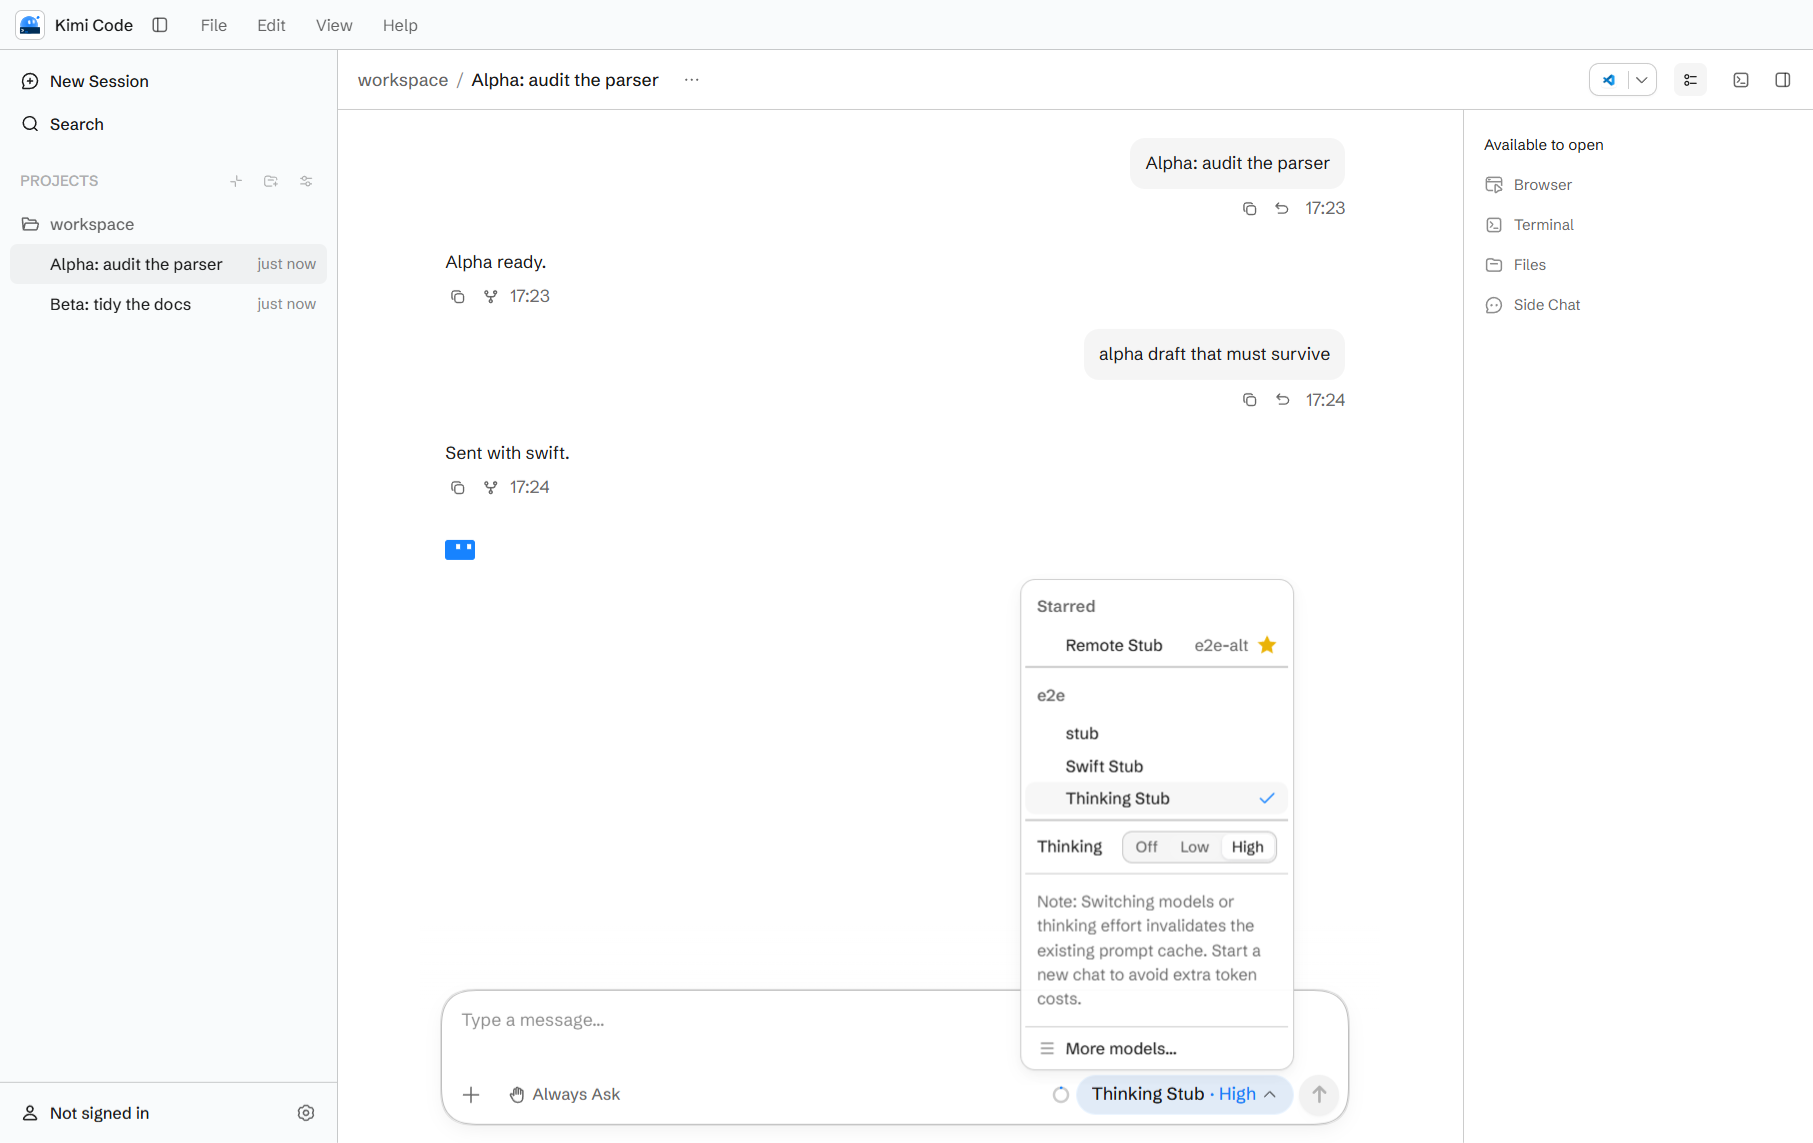 Kimi Code File Edit View Help
New Session
Search
PROJECTS
workspace
Alpha: audit the parser just now
Beta: tidy the docs just now
Not signed in
workspace / Alpha: audit the parser ...
Alpha: audit the parser
17:23
Alpha ready.
17:23
alpha draft that must survive
17:24
Sent with swift.
17:24
Starred
Remote Stub e2e-alt
e2e
stub
Swift Stub
Thinking Stub
Thinking Off Low High
Note: Switching models or
thinking effort invalidates the
existing prompt cache. Start a
new chat to avoid extra token
costs.
More models...
Type a message...
Always Ask
Thinking Stub · High
Available to open
Browser
Terminal
Files
Side Chat